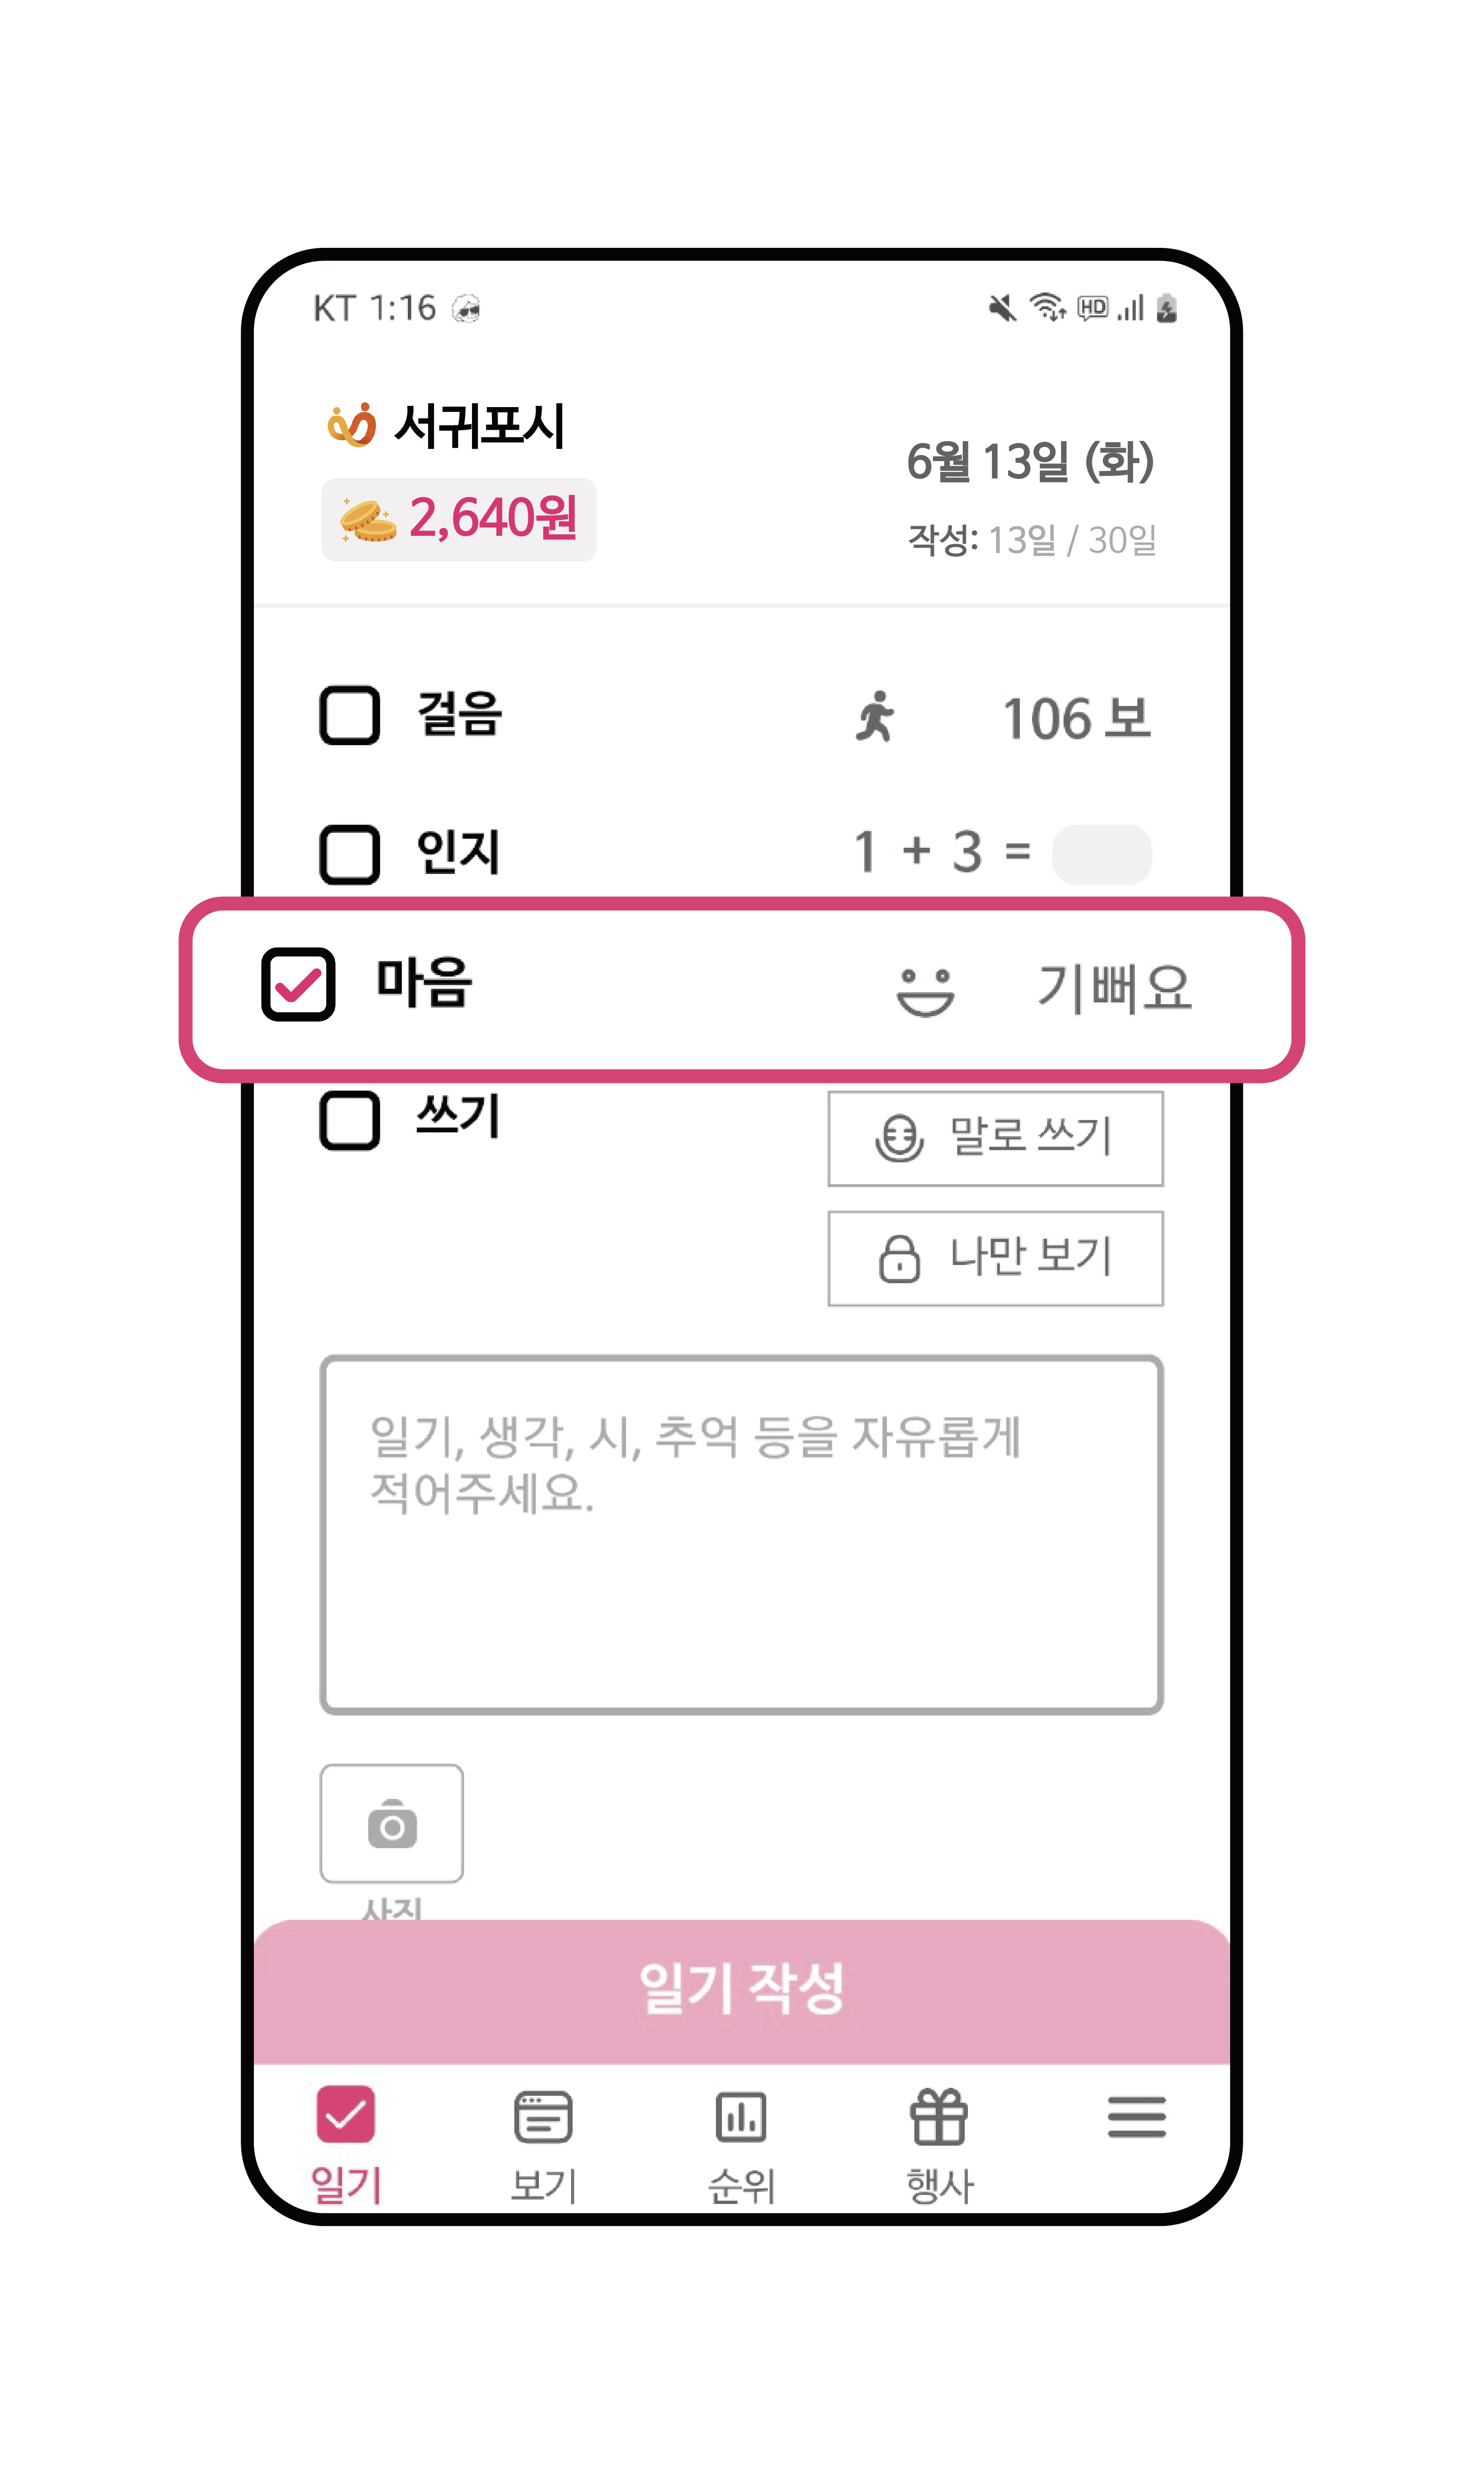 KT 1:16
HD
서귀포시
2,640원
6월 13일 (화)
작성: 13일 / 30일
걸음 106 보
인지 1 + 3 =
마음 기뻐요
쓰기
말로 쓰기
나만 보기
일기, 생각, 시, 추억 등을 자유롭게
적어주세요.
사진
일기 작성
일기 보기 순위 행사